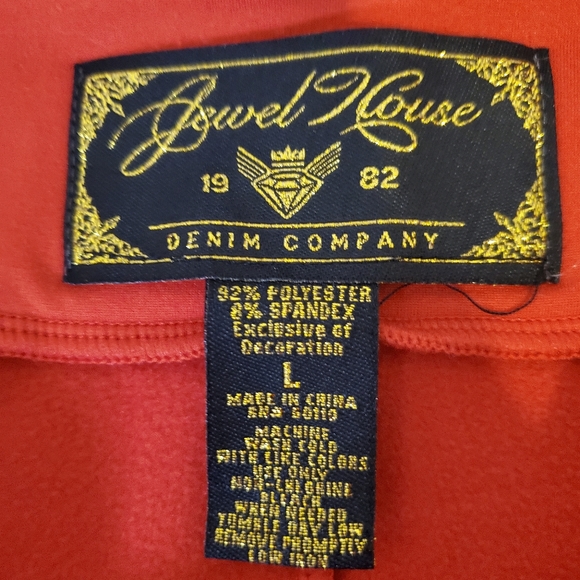 Jewel House
19 82
DENIM COMPANY
92% POLYESTER
8% SPANDEX
Exclusive of
Decoration
L
MADE IN CHINA
RN# 50119
MACHINE
WASH COLD
WITH LIKE COLORS
USE ONLY
NON-CHLORINE
BLEACH
WHEN NEEDED
TUMBLE DRY LOW
REMOVE PROMPTLY
LOW IRON